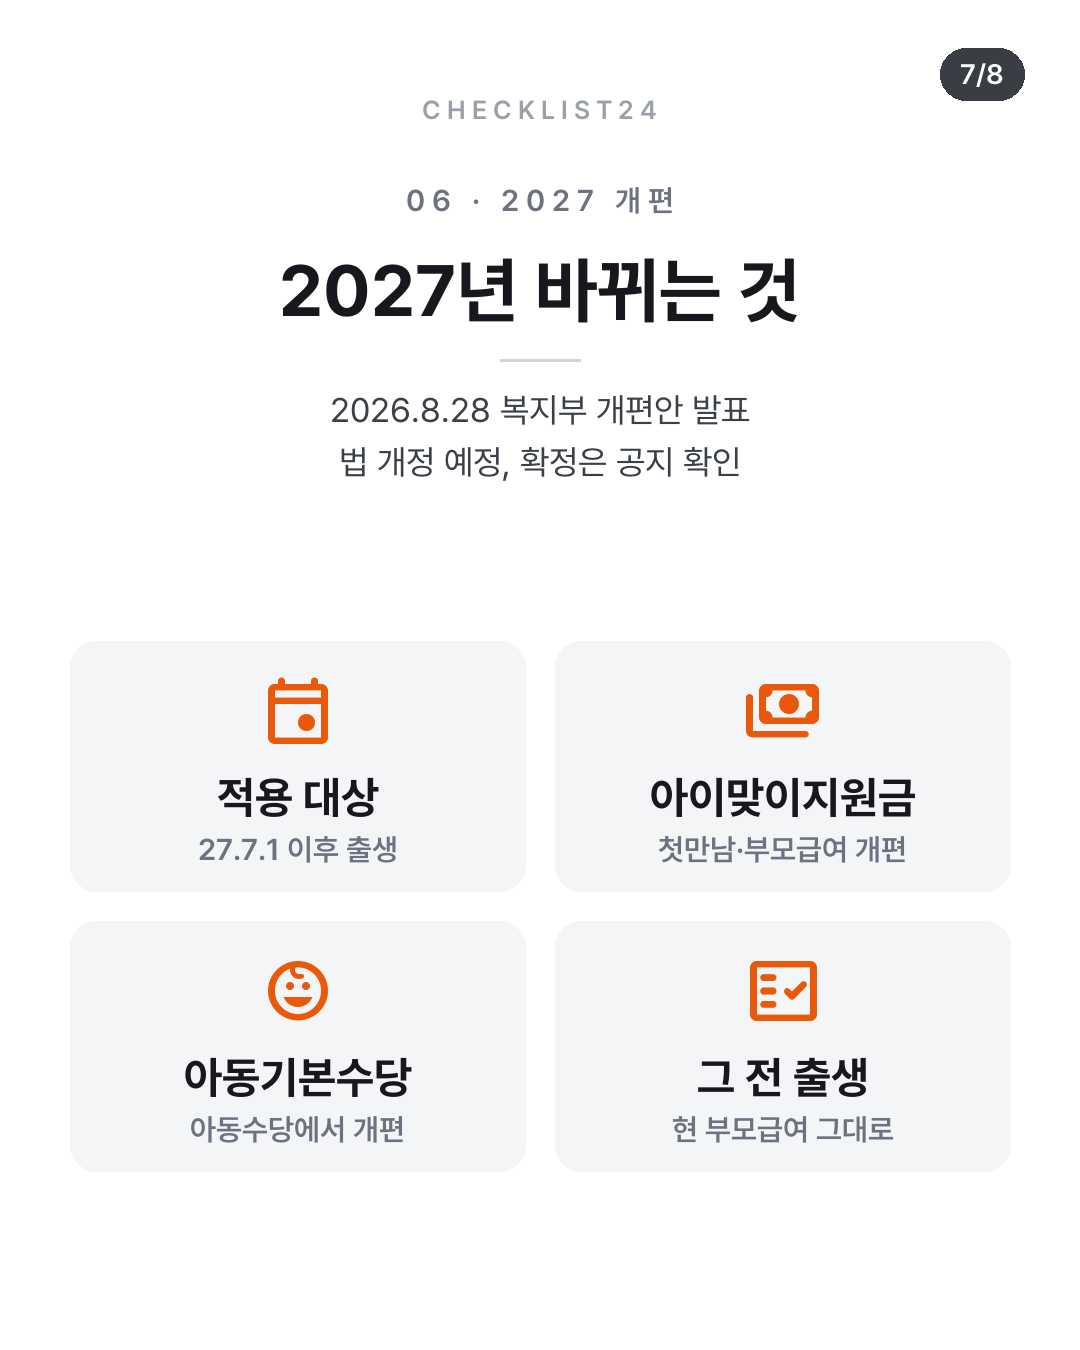 7/8
CHECKLIST24
06 · 2027 개편
2027년 바뀌는 것
2026.8.28 복지부 개편안 발표
법 개정 예정, 확정은 공지 확인
적용 대상
27.7.1 이후 출생
아이맞이지원금
첫만남·부모급여 개편
아동기본수당
아동수당에서 개편
그 전 출생
현 부모급여 그대로